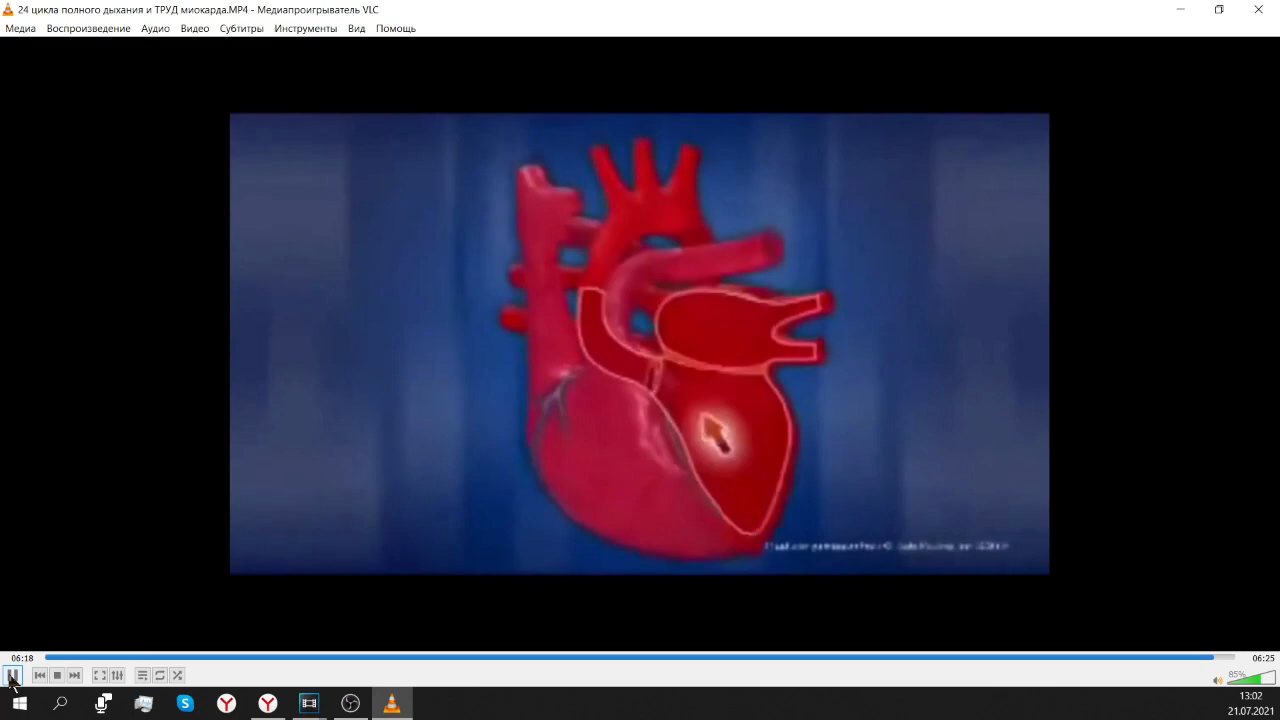 24 цикла полного дыхания и ТРУД миокарда.MP4 - Медиапроигрыватель VLC
Медиа Воспроизведение Аудио Видео Субтитры Инструменты Вид Помощь
06:18
06:25
85%
13:02
21.07.2021